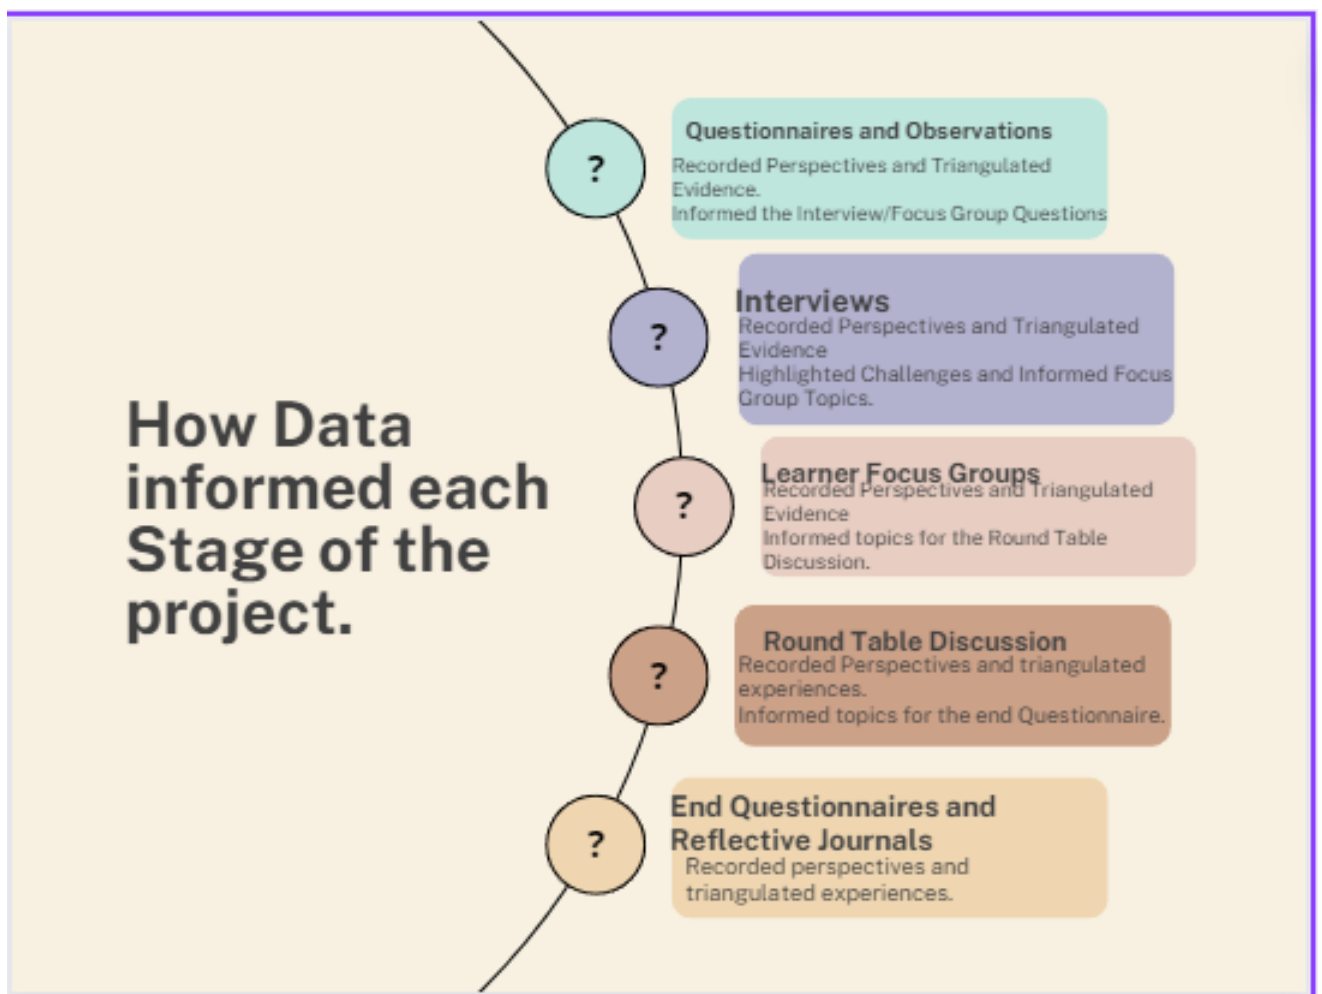 How Data
informed each
Stage of the
project.
?
Questionnaires and Observations
Recorded Perspectives and Triangulated
Evidence.
Informed the Interview/Focus Group Questions
?
Interviews
Recorded Perspectives and Triangulated
Evidence
Highlighted Challenges and Informed Focus
Group Topics.
?
Learner Focus Groups
Recorded Perspectives and Triangulated
Evidence
Informed topics for the Round Table
Discussion.
?
Round Table Discussion
Recorded Perspectives and triangulated
experiences.
Informed topics for the end Questionnaire.
?
End Questionnaires and
Reflective Journals
Recorded perspectives and
triangulated experiences.